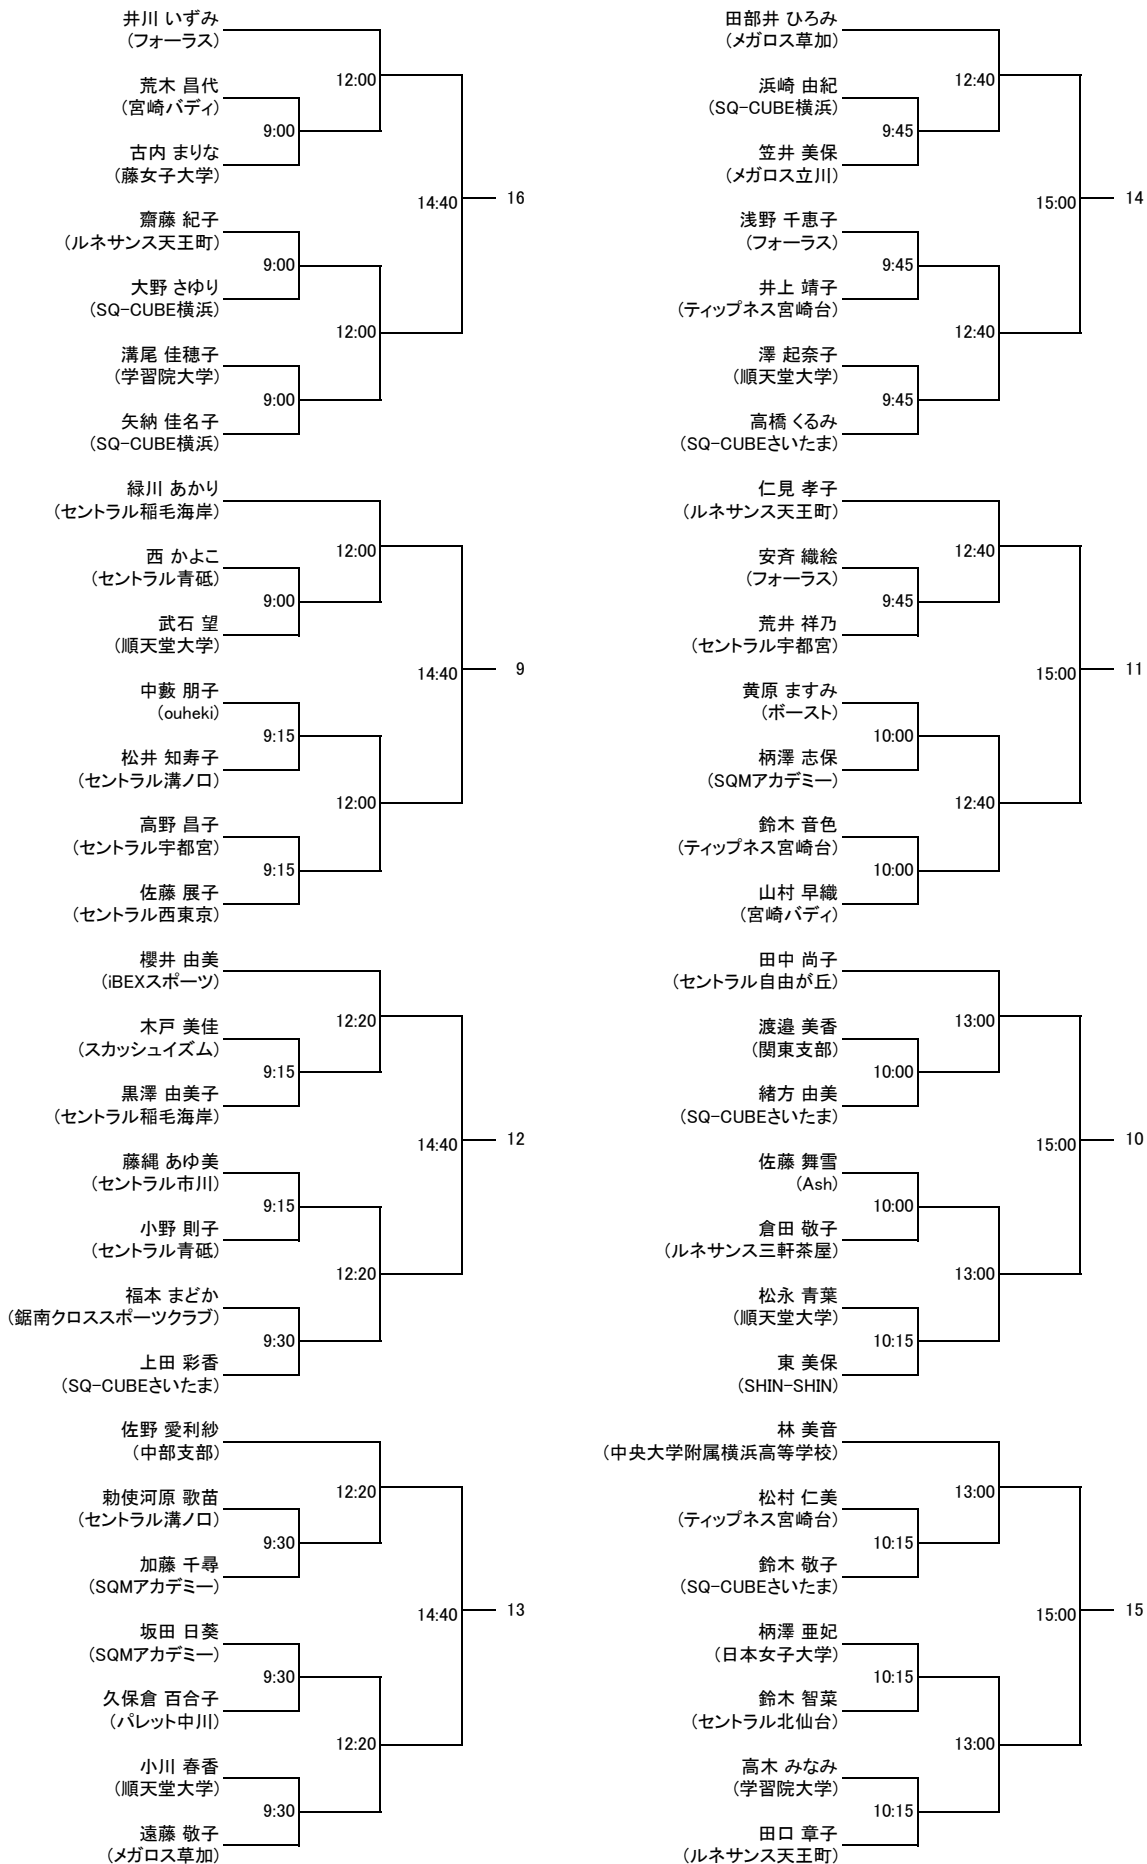 井川 いずみ
(フォーラス)
12:00
荒木 昌代
(宮崎バディ)
9:00
古内 まりな
(藤女子大学)
14:40
16
齋藤 紀子
(ルネサンス天王町)
9:00
大野 さゆり
(SQ-CUBE横浜)
12:00
溝尾 佳穂子
(学習院大学)
9:00
矢納 佳名子
(SQ-CUBE横浜)
緑川 あかり
(セントラル稲毛海岸)
12:00
西 かよこ
(セントラル青砥)
9:00
武石 望
(順天堂大学)
14:40
9
中藪 朋子
(ouheki)
9:15
松井 知寿子
(セントラル溝ノ口)
12:00
高野 昌子
(セントラル宇都宮)
9:15
佐藤 展子
(セントラル西東京)
櫻井 由美
(iBEXスポーツ)
12:20
木戸 美佳
(スカッシュイズム)
9:15
黒澤 由美子
(セントラル稲毛海岸)
14:40
12
藤縄 あゆ美
(セントラル市川)
9:15
小野 則子
(セントラル青砥)
12:20
福本 まどか
(鋸南クロススポーツクラブ)
9:30
上田 彩香
(SQ-CUBEさいたま)
佐野 愛利紗
(中部支部)
12:20
勅使河原 歌苗
(セントラル溝ノ口)
9:30
加藤 千尋
(SQMアカデミー)
14:40
13
坂田 日葵
(SQMアカデミー)
9:30
久保倉 百合子
(パレット中川)
12:20
小川 春香
(順天堂大学)
9:30
遠藤 敬子
(メガロス草加)
田部井 ひろみ
(メガロス草加)
12:40
浜崎 由紀
(SQ-CUBE横浜)
9:45
笠井 美保
(メガロス立川)
15:00
14
浅野 千恵子
(フォーラス)
9:45
井上 靖子
(ティップネス宮崎台)
12:40
澤 起奈子
(順天堂大学)
9:45
高橋 くるみ
(SQ-CUBEさいたま)
仁見 孝子
(ルネサンス天王町)
12:40
安斉 織絵
(フォーラス)
9:45
荒井 祥乃
(セントラル宇都宮)
15:00
11
黄原 ますみ
(ボースト)
10:00
柄澤 志保
(SQMアカデミー)
12:40
鈴木 音色
(ティップネス宮崎台)
10:00
山村 早織
(宮崎バディ)
田中 尚子
(セントラル自由が丘)
13:00
渡邉 美香
(関東支部)
10:00
緒方 由美
(SQ-CUBEさいたま)
15:00
10
佐藤 舞雪
(Ash)
10:00
倉田 敬子
(ルネサンス三軒茶屋)
13:00
松永 青葉
(順天堂大学)
10:15
東 美保
(SHIN-SHIN)
林 美音
(中央大学附属横浜高等学校)
13:00
松村 仁美
(ティップネス宮崎台)
10:15
鈴木 敬子
(SQ-CUBEさいたま)
15:00
15
柄澤 亜妃
(日本女子大学)
10:15
鈴木 智菜
(セントラル北仙台)
13:00
高木 みなみ
(学習院大学)
10:15
田口 章子
(ルネサンス天王町)